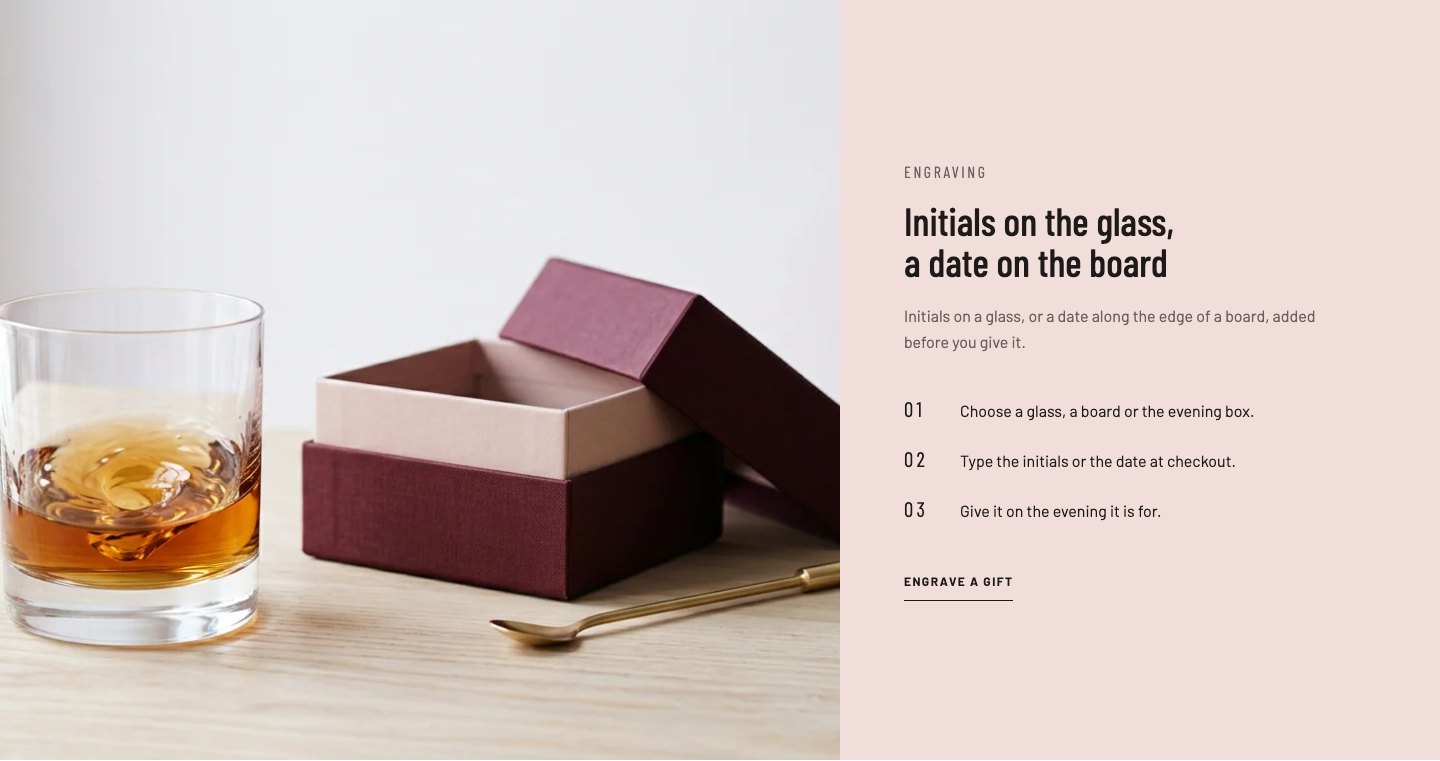 ENGRAVING
Initials on the glass,
a date on the board
Initials on a glass, or a date along the edge of a board, added
before you give it.
01 Choose a glass, a board or the evening box.
02 Type the initials or the date at checkout.
03 Give it on the evening it is for.
ENGRAVE A GIFT